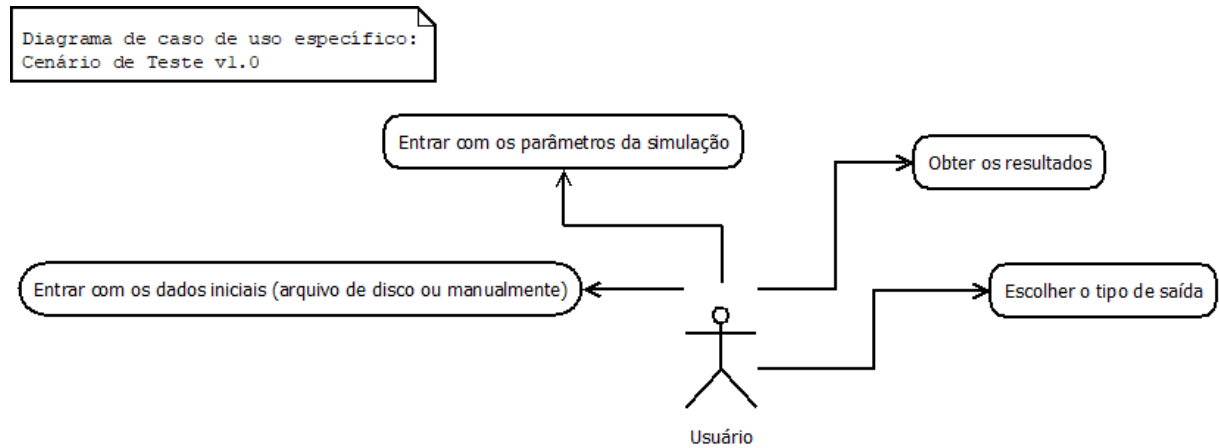 Diagrama de caso de uso específico:
Cenário de Teste v1.0
Entrar com os parâmetros da simulação
Obter os resultados
Entrar com os dados iniciais (arquivo de disco ou manualmente)
Escolher o tipo de saída
Usuário